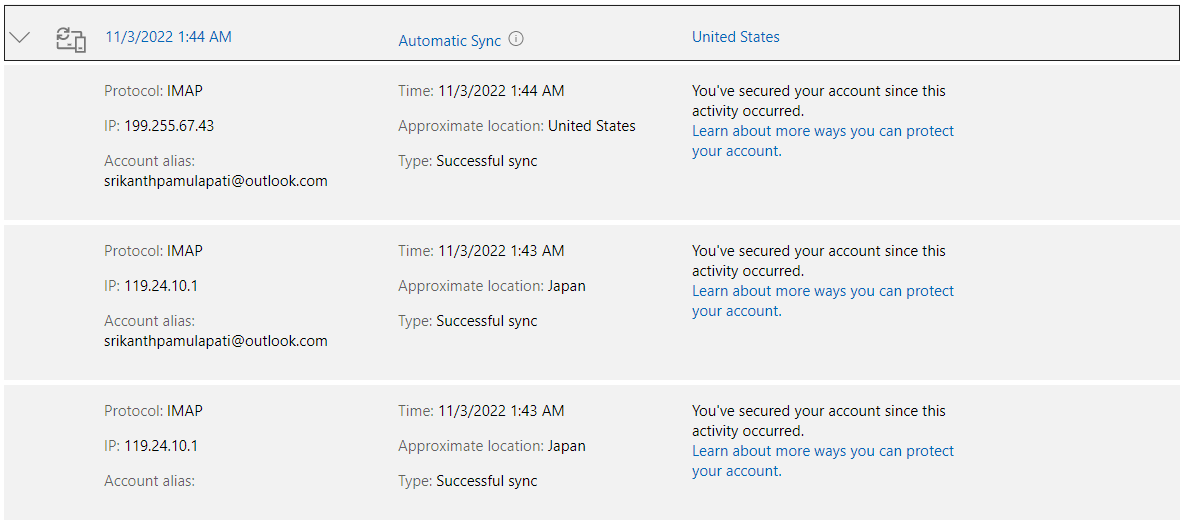 11/3/2022 1:44 AM Automatic Sync United States
Protocol: IMAP Time: 11/3/2022 1:44 AM You've secured your account since this
activity occurred.
IP: 199.255.67.43 Approximate location: United States Learn about more ways you can protect
your account.
Account alias: Type: Successful sync
srikanthpamulapati@outlook.com
Protocol: IMAP Time: 11/3/2022 1:43 AM You've secured your account since this
activity occurred.
IP: 119.24.10.1 Approximate location: Japan Learn about more ways you can protect
your account.
Account alias: Type: Successful sync
srikanthpamulapati@outlook.com
Protocol: IMAP Time: 11/3/2022 1:43 AM You've secured your account since this
activity occurred.
IP: 119.24.10.1 Approximate location: Japan Learn about more ways you can protect
your account.
Account alias: Type: Successful sync